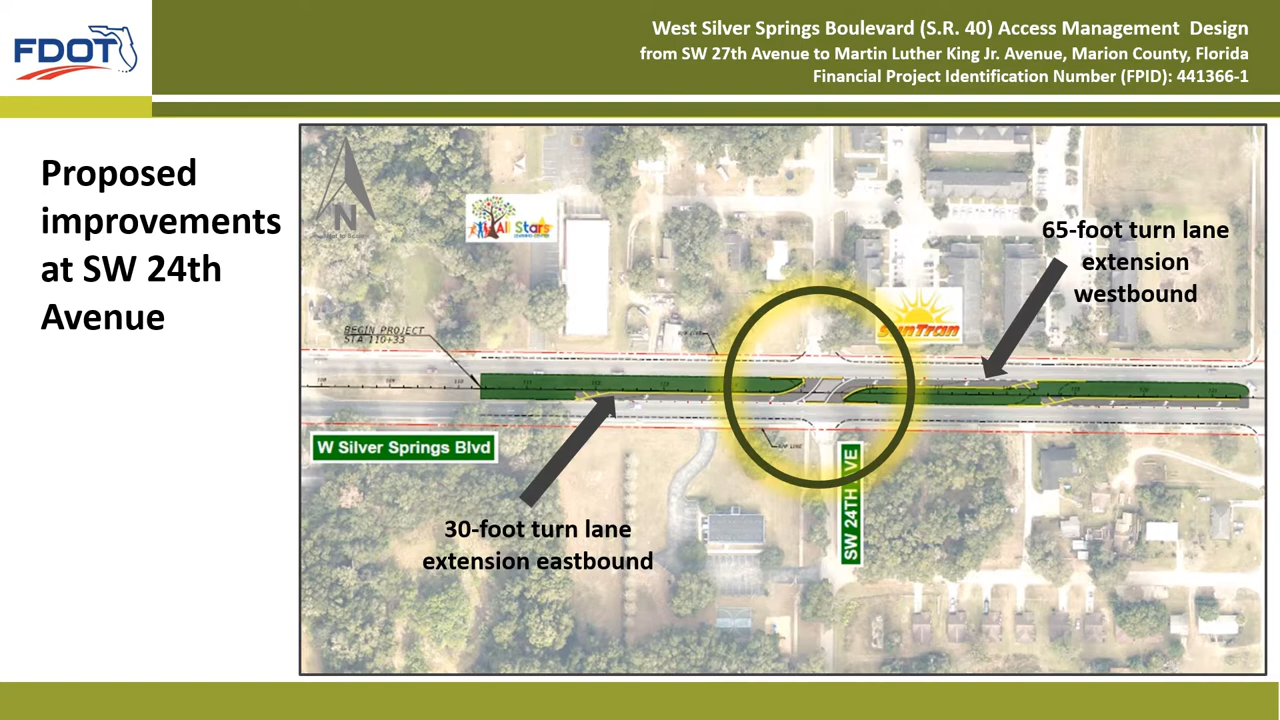 FDOT
West Silver Springs Boulevard (S.R. 40) Access Management Design
from SW 27th Avenue to Martin Luther King Jr. Avenue, Marion County, Florida
Financial Project Identification Number (FPID): 441366-1
Proposed
improvements
at SW 24th
Avenue
N
All Stars
65-foot turn lane
extension
westbound
SunTran
BEGIN PROJECT
STA 110+33
W Silver Springs Blvd
SW 24TH AVE
30-foot turn lane
extension eastbound